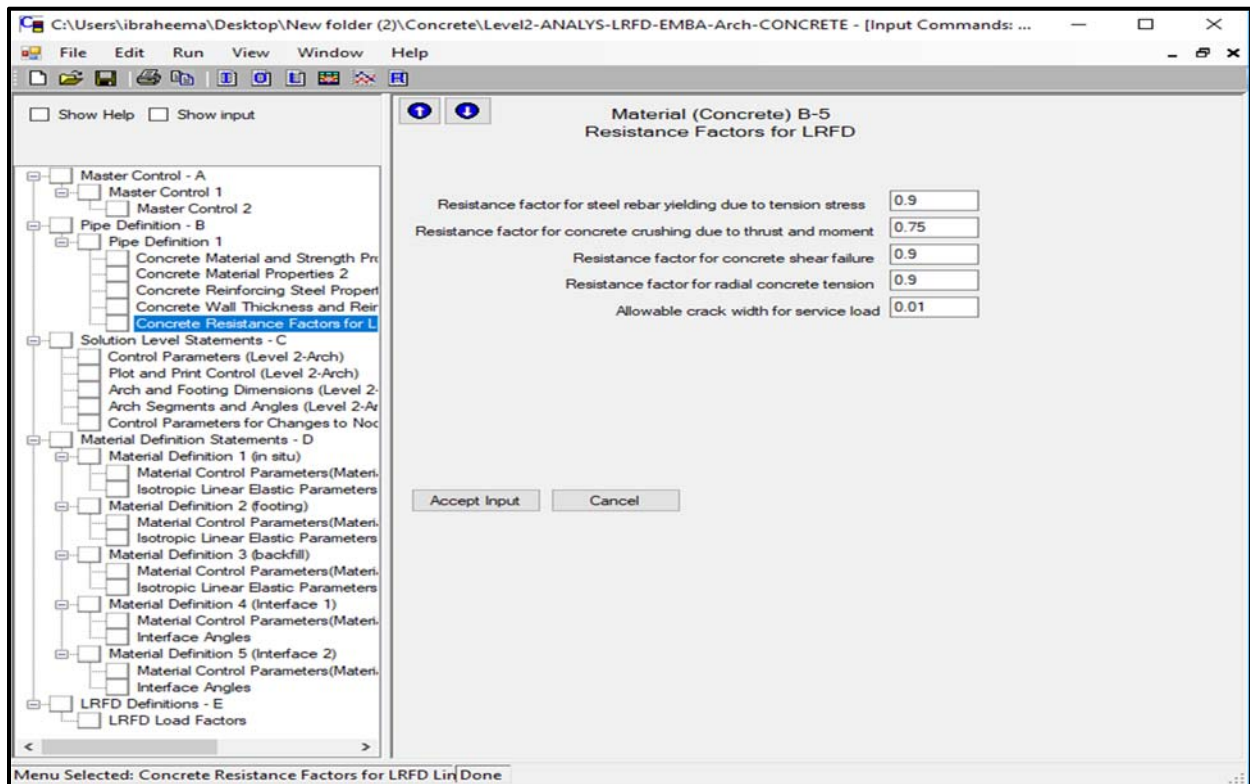 C:\Users\ibraheema\Desktop\New folder (2)\Concrete\Level2-ANALYS-LRFD-EMBA-Arch-CONCRETE - [Input Commands: ...
File Edit Run View Window Help
Show Help Show input
Master Control - A
Master Control 1
Master Control 2
Pipe Definition - B
Pipe Definition 1
Concrete Material and Strength Pro
Concrete Material Properties 2
Concrete Reinforcing Steel Propert
Concrete Wall Thickness and Reir
Concrete Resistance Factors for L
Solution Level Statements - C
Control Parameters (Level 2-Arch)
Plot and Print Control (Level 2-Arch)
Arch and Footing Dimensions (Level 2-
Arch Segments and Angles (Level 2-Ar
Control Parameters for Changes to Noc
Material Definition Statements - D
Material Definition 1 (in situ)
Material Control Parameters(Materi
Isotropic Linear Elastic Parameters
Material Definition 2 (footing)
Material Control Parameters(Materi
Isotropic Linear Elastic Parameters
Material Definition 3 (backfill)
Material Control Parameters(Materi
Isotropic Linear Elastic Parameters
Material Definition 4 (Interface 1)
Material Control Parameters(Materi
Interface Angles
Material Definition 5 (Interface 2)
Material Control Parameters(Materi
Interface Angles
LRFD Definitions - E
LRFD Load Factors
Material (Concrete) B-5
Resistance Factors for LRFD
Resistance factor for steel rebar yielding due to tension stress 0.9
Resistance factor for concrete crushing due to thrust and moment 0.75
Resistance factor for concrete shear failure 0.9
Resistance factor for radial concrete tension 0.9
Allowable crack width for service load 0.01
Accept Input Cancel
Menu Selected: Concrete Resistance Factors for LRFD Lin Done